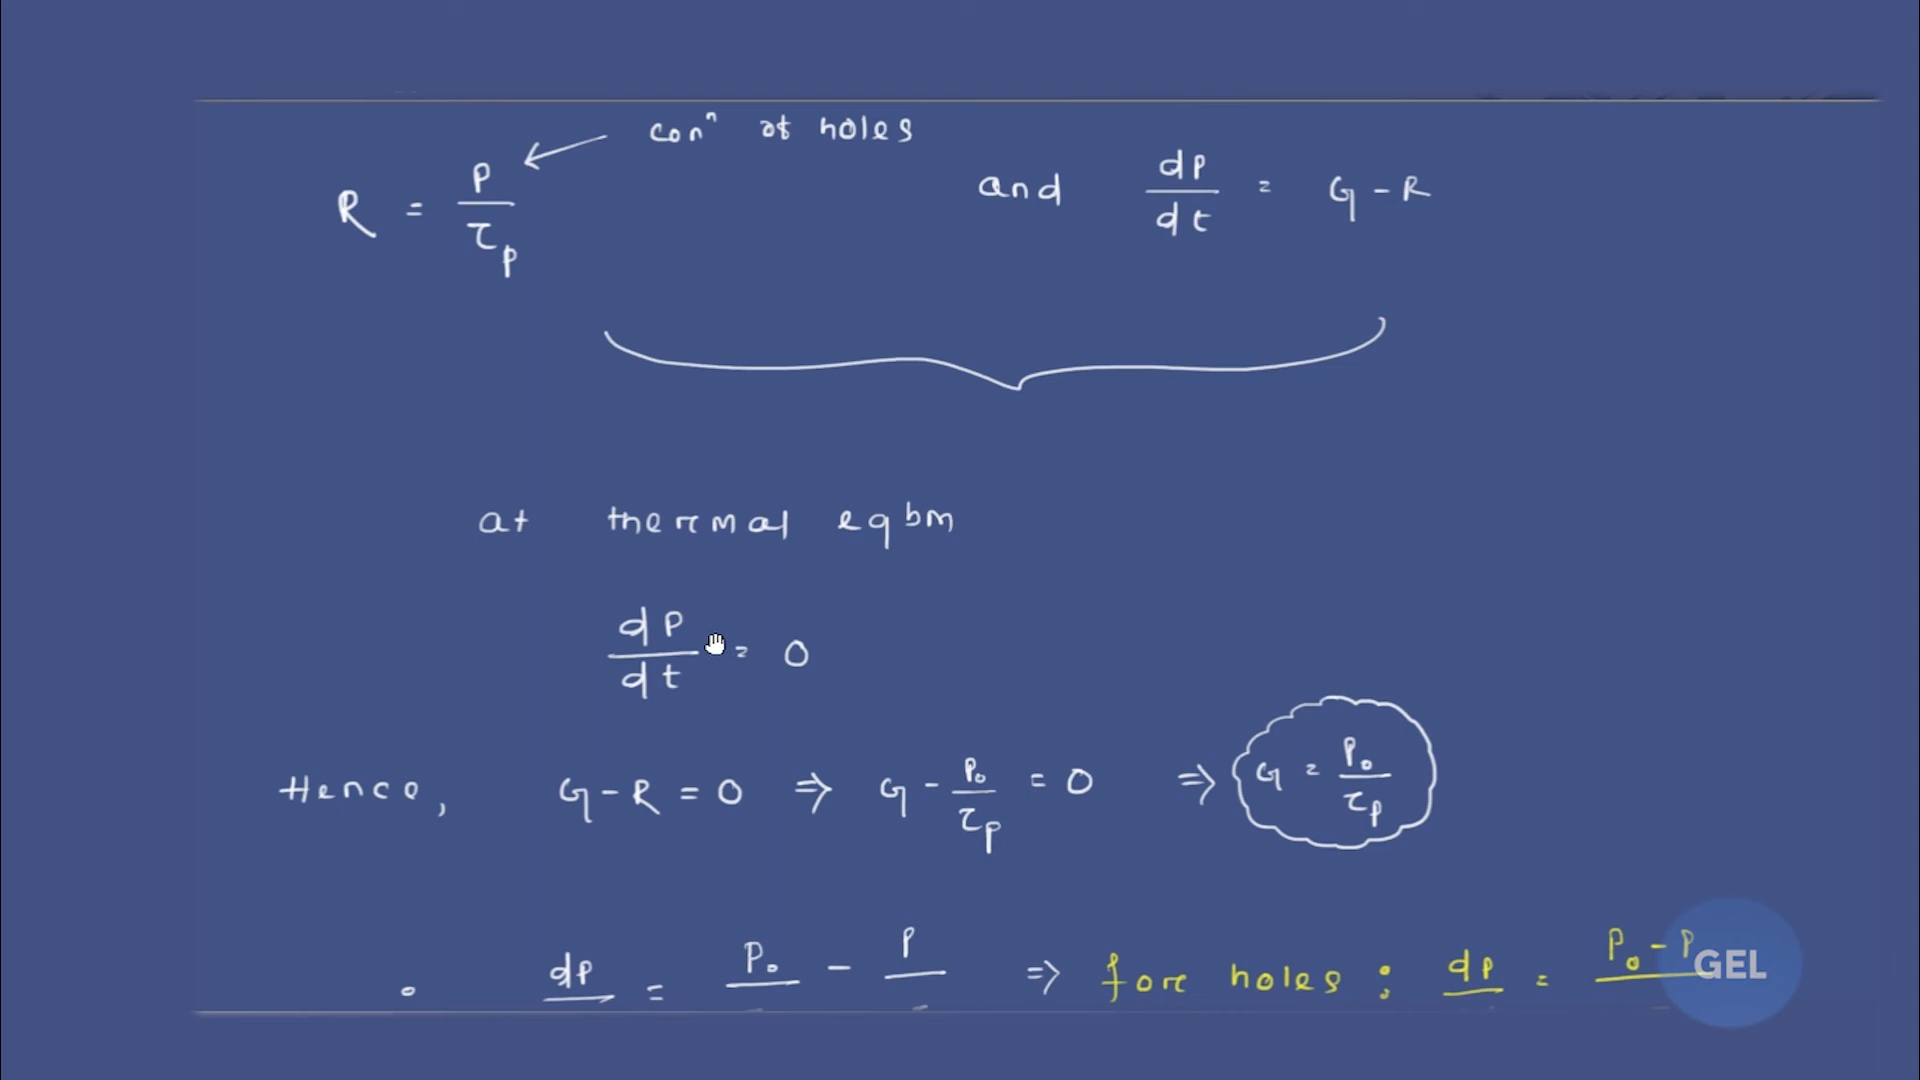 R = P / τp ← conⁿ of holes and dp/dt = G - R
at thermal eqbm
dP/dt = 0
Hence, G - R = 0 ⇒ G - P₀/τp = 0 ⇒ G = P₀/τp
dp = P₀ - P ⇒ for holes : dp = P₀ - P
GEL